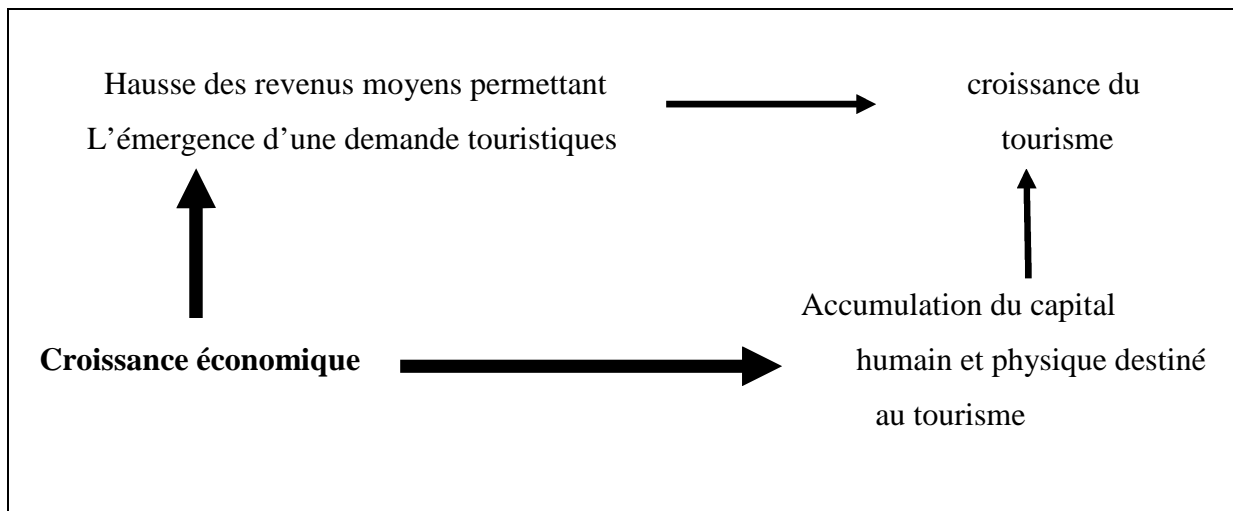 Hausse des revenus moyens permettant
L’émergence d’une demande touristiques
croissance du
tourisme
Accumulation du capital
Croissance économique
humain et physique destiné
au tourisme